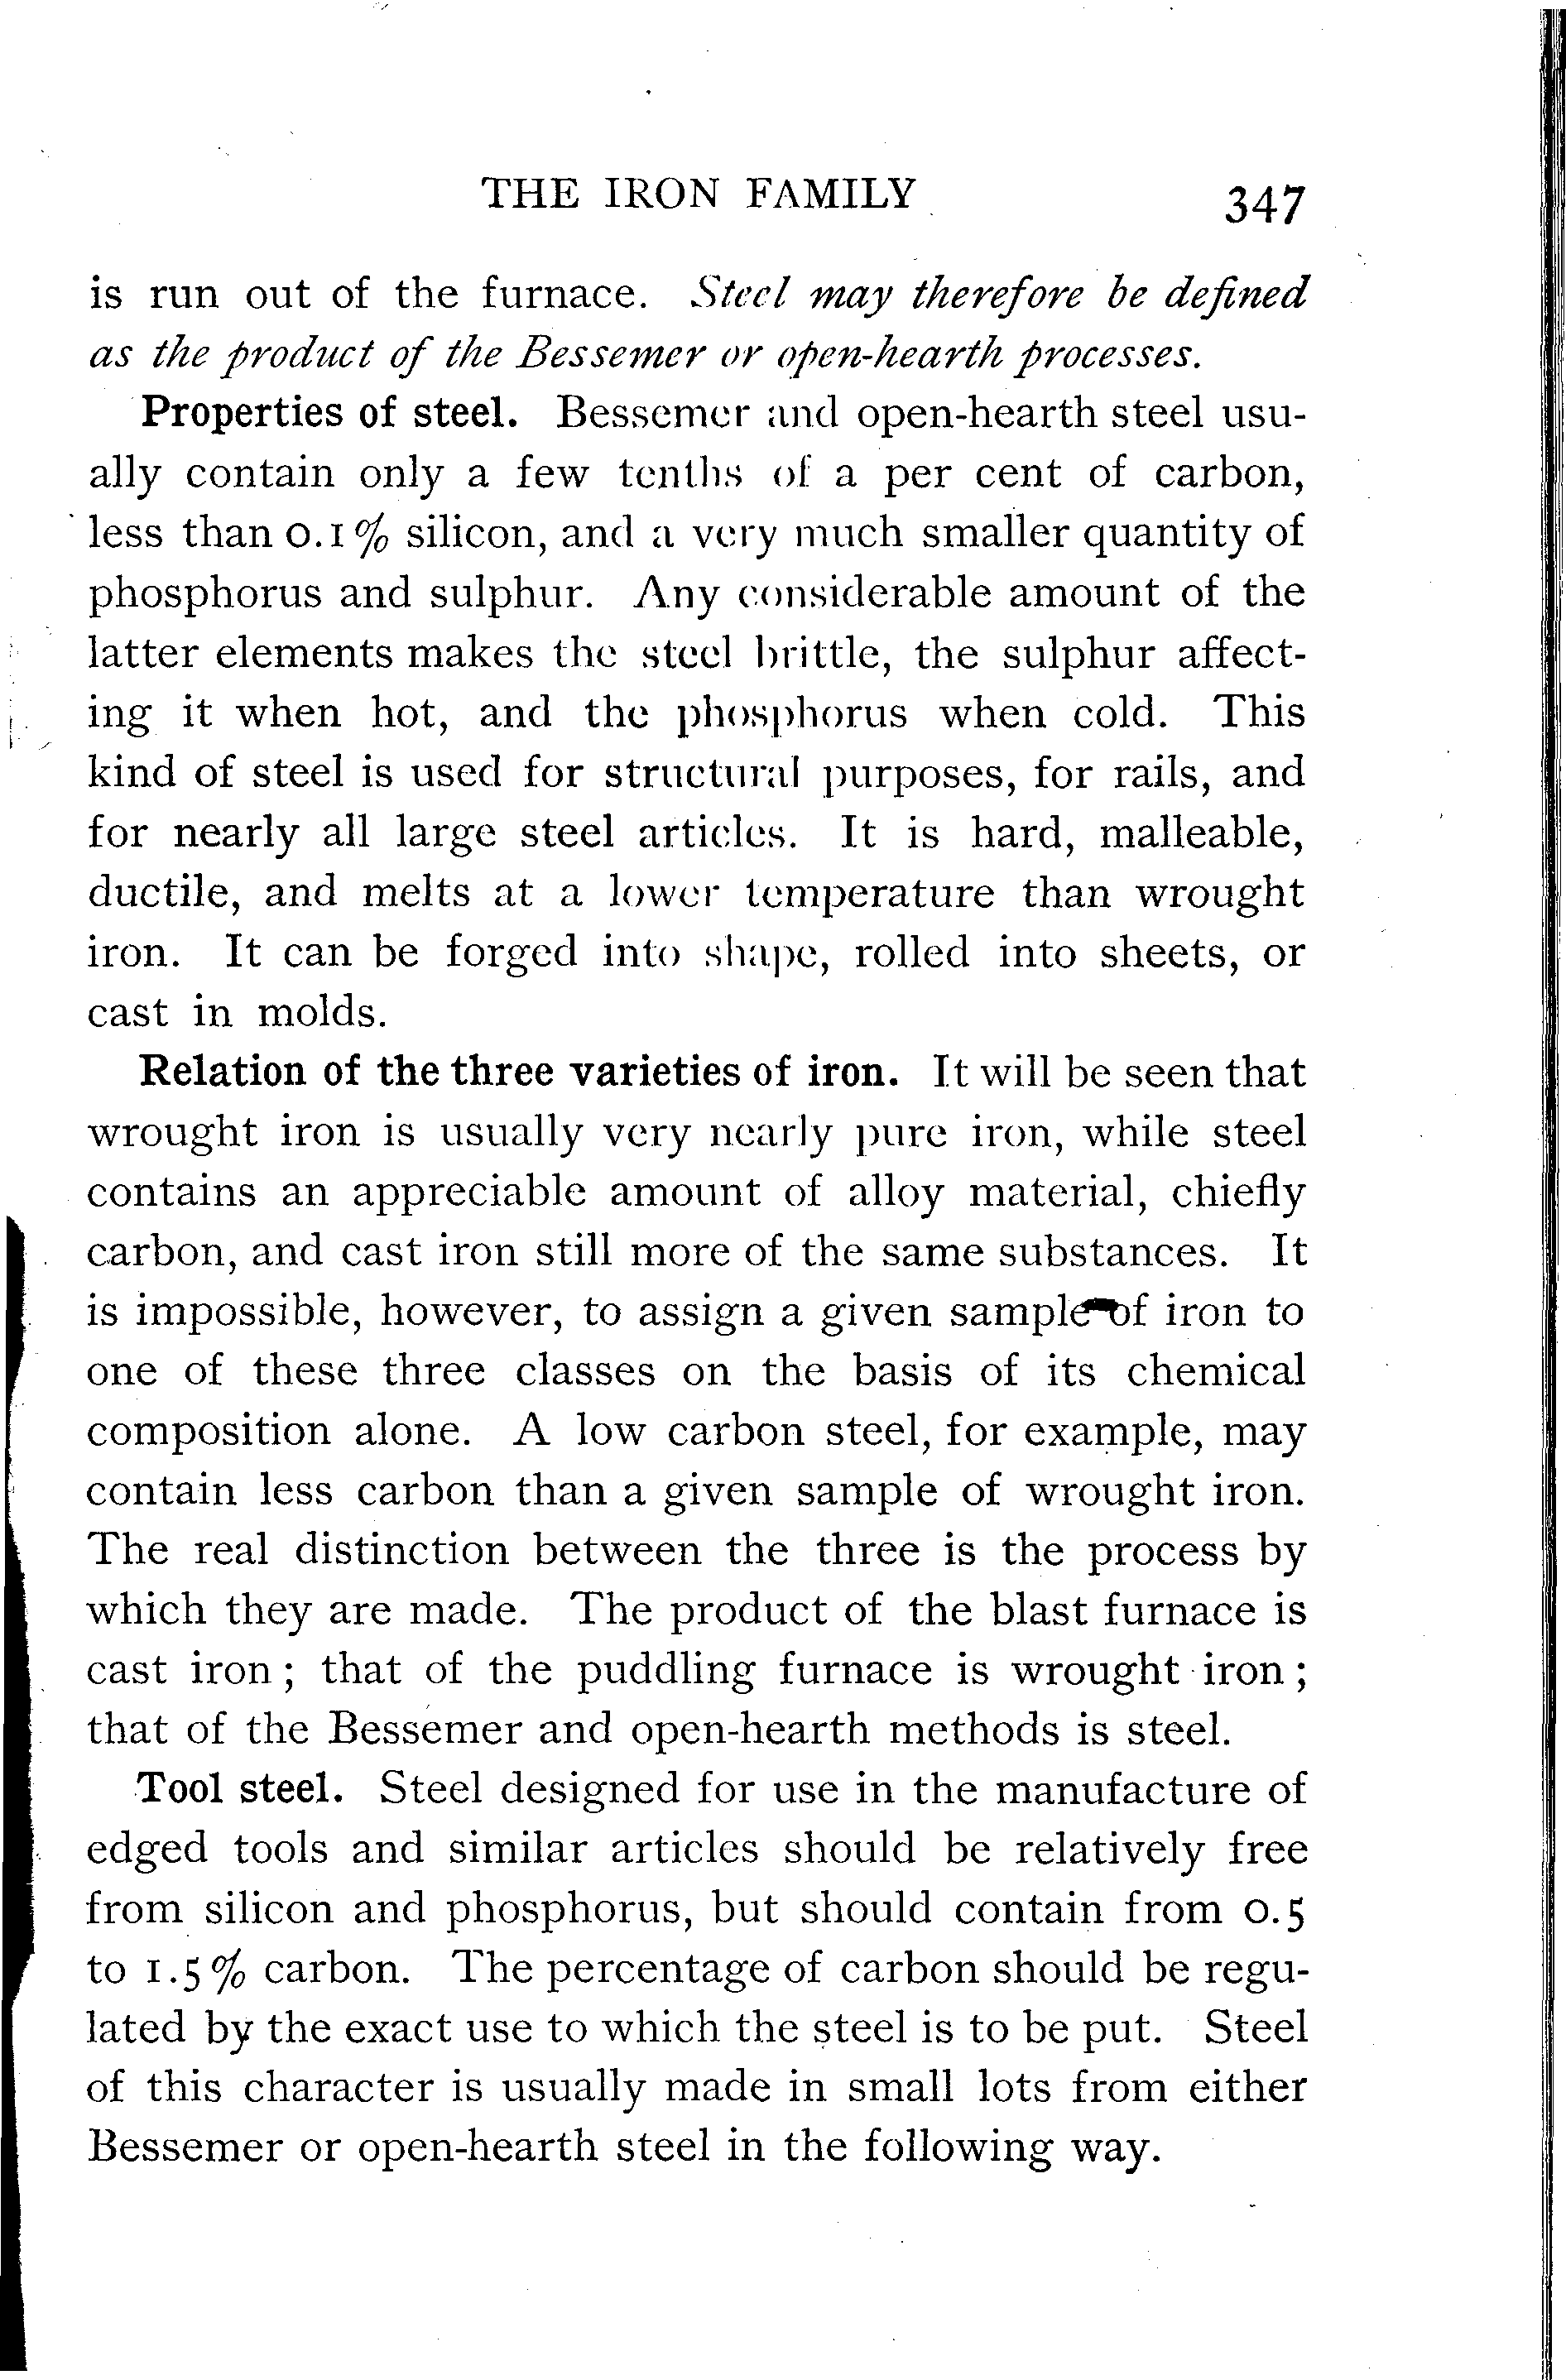 THE IRON FAMILY 347
is run out of the furnace. Steel may therefore be defined
as the product of the Bessemer or open-hearth processes.
Properties of steel. Bessemer and open-hearth steel usu-
ally contain only a few tenths of a per cent of carbon,
less than 0.1% silicon, and a very much smaller quantity of
phosphorus and sulphur. Any considerable amount of the
latter elements makes the steel brittle, the sulphur affect-
ing it when hot, and the phosphorus when cold. This
kind of steel is used for structural purposes, for rails, and
for nearly all large steel articles. It is hard, malleable,
ductile, and melts at a lower temperature than wrought
iron. It can be forged into shape, rolled into sheets, or
cast in molds.
Relation of the three varieties of iron. It will be seen that
wrought iron is usually very nearly pure iron, while steel
contains an appreciable amount of alloy material, chiefly
carbon, and cast iron still more of the same substances. It
is impossible, however, to assign a given sample of iron to
one of these three classes on the basis of its chemical
composition alone. A low carbon steel, for example, may
contain less carbon than a given sample of wrought iron.
The real distinction between the three is the process by
which they are made. The product of the blast furnace is
cast iron; that of the puddling furnace is wrought iron;
that of the Bessemer and open-hearth methods is steel.
Tool steel. Steel designed for use in the manufacture of
edged tools and similar articles should be relatively free
from silicon and phosphorus, but should contain from 0.5
to 1.5% carbon. The percentage of carbon should be regu-
lated by the exact use to which the steel is to be put. Steel
of this character is usually made in small lots from either
Bessemer or open-hearth steel in the following way.